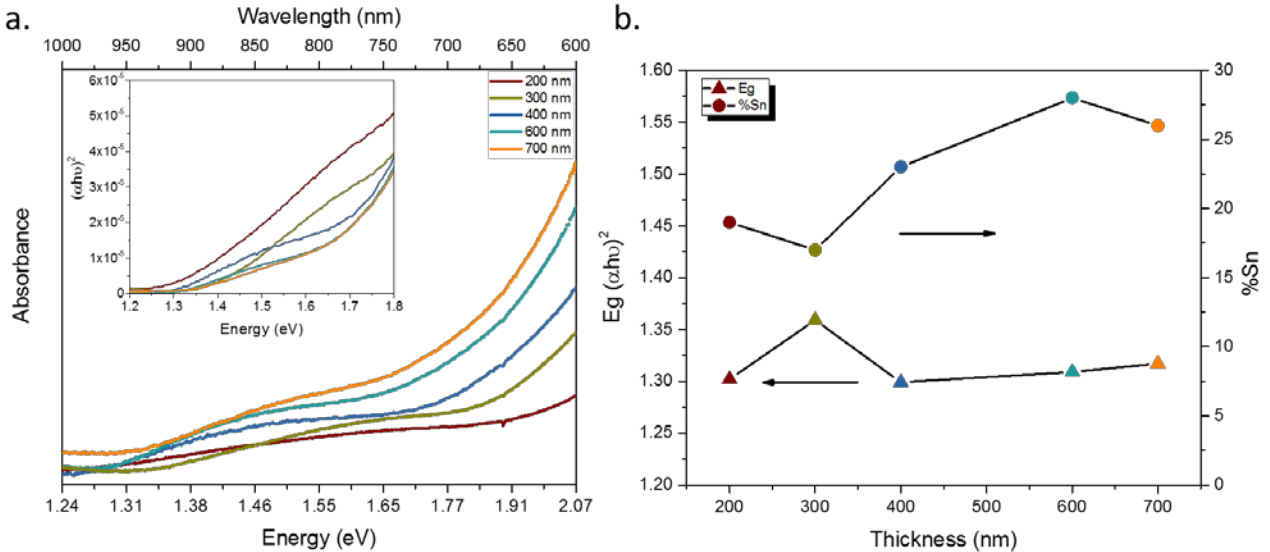 a.
Wavelength (nm)
1000 950 900 850 800 750 700 650 600
Absorbance
200 nm
300 nm
400 nm
600 nm
700 nm
(αhυ)²
6x10⁻⁵
5x10⁻⁵
4x10⁻⁵
3x10⁻⁵
2x10⁻⁵
1x10⁻⁵
0
1.2 1.3 1.4 1.5 1.6 1.7 1.8
Energy (eV)
1.24 1.31 1.38 1.46 1.55 1.65 1.77 1.91 2.07
Energy (eV)
b.
Eg (αhυ)²
1.60
1.55
1.50
1.45
1.40
1.35
1.30
1.25
1.20
Eg
%Sn
30
25
20
15
10
5
0
%Sn
200 300 400 500 600 700
Thickness (nm)